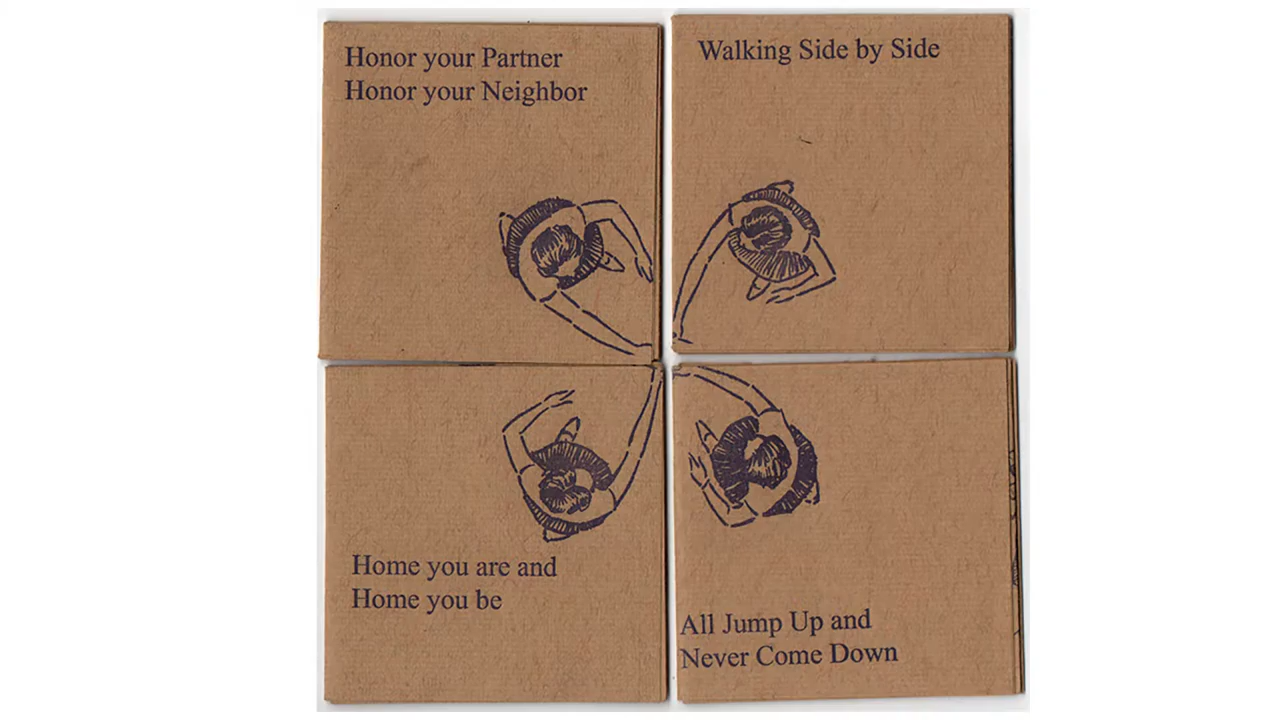 Honor your Partner
Honor your Neighbor
Walking Side by Side
Home you are and
Home you be
All Jump Up and
Never Come Down